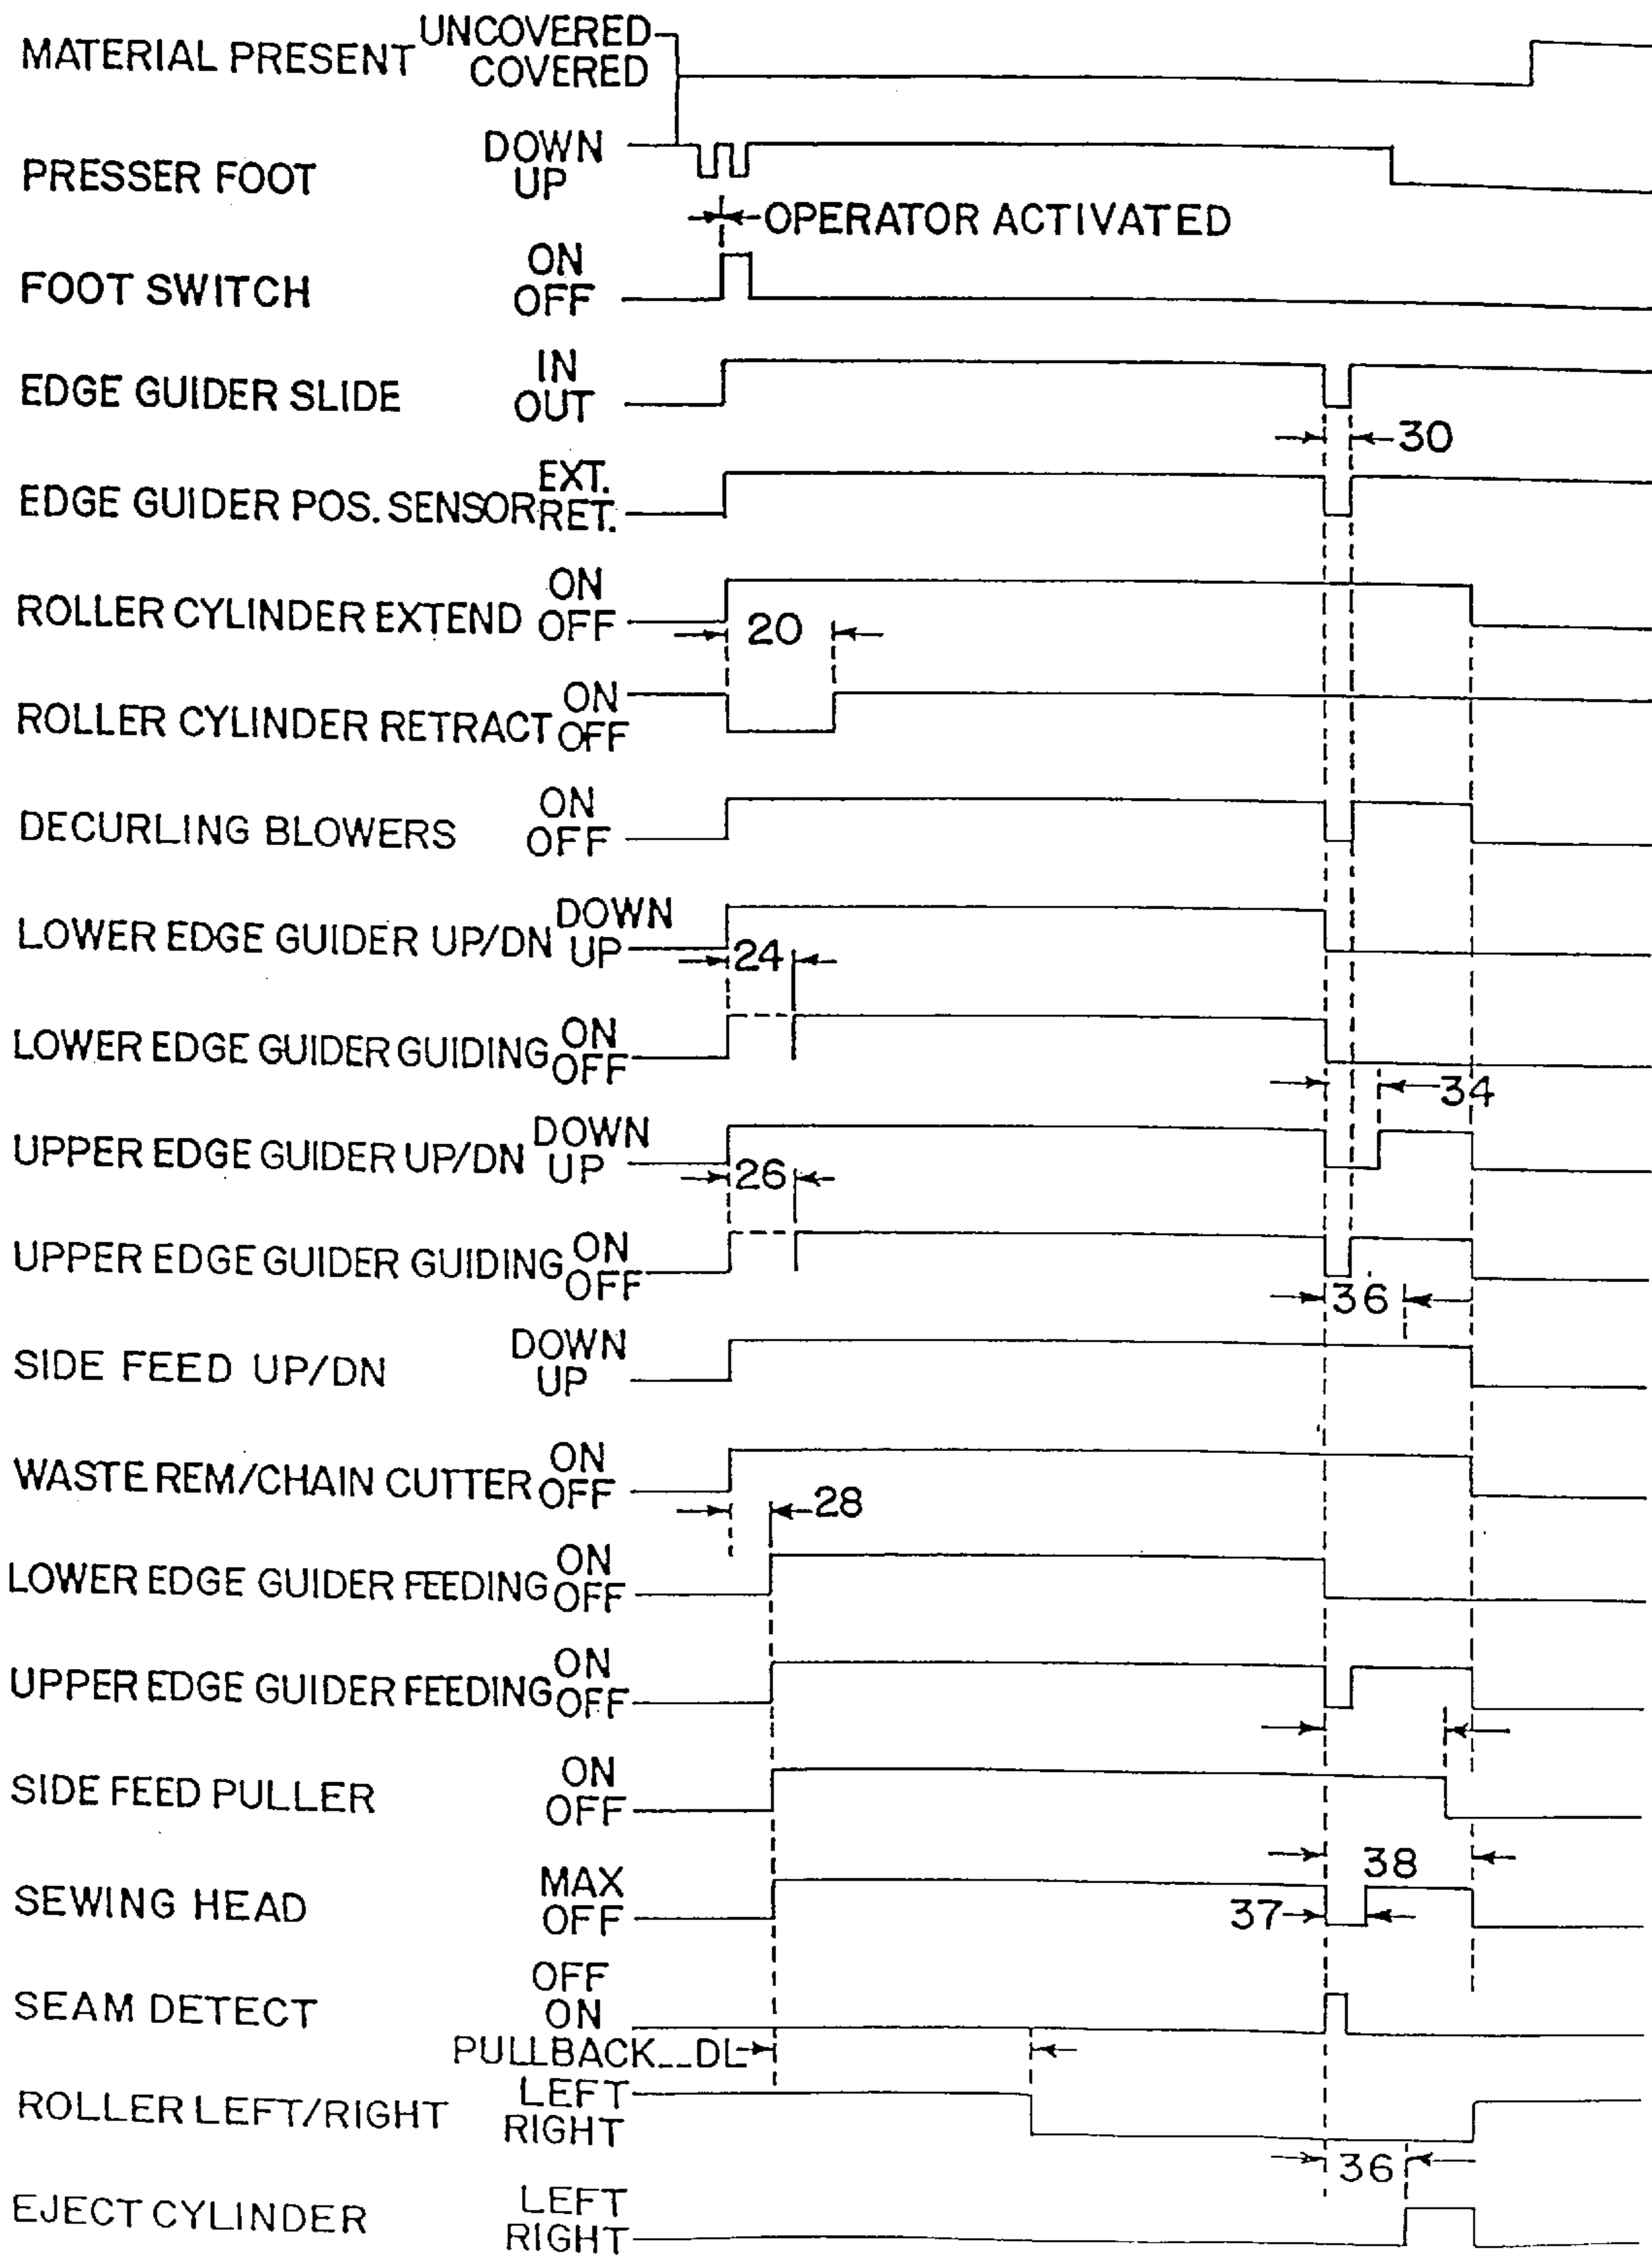 MATERIAL PRESENT UNCOVERED
COVERED
PRESSER FOOT DOWN
UP
OPERATOR ACTIVATED
FOOT SWITCH ON
OFF
EDGE GUIDER SLIDE IN
OUT
30
EDGE GUIDER POS. SENSOR EXT.
RET.
ROLLER CYLINDER EXTEND ON
OFF
20
ROLLER CYLINDER RETRACT ON
OFF
DECURLING BLOWERS ON
OFF
LOWER EDGE GUIDER UP/DN DOWN
UP
24
LOWER EDGE GUIDER GUIDING ON
OFF
34
UPPER EDGE GUIDER UP/DN DOWN
UP
26
UPPER EDGE GUIDER GUIDING ON
OFF
36
SIDE FEED UP/DN DOWN
UP
WASTE REM/CHAIN CUTTER ON
OFF
28
LOWER EDGE GUIDER FEEDING ON
OFF
UPPER EDGE GUIDER FEEDING ON
OFF
SIDE FEED PULLER ON
OFF
38
SEWING HEAD MAX
OFF
37
SEAM DETECT OFF
ON
PULLBACK__DL
ROLLER LEFT/RIGHT LEFT
RIGHT
36
EJECT CYLINDER LEFT
RIGHT